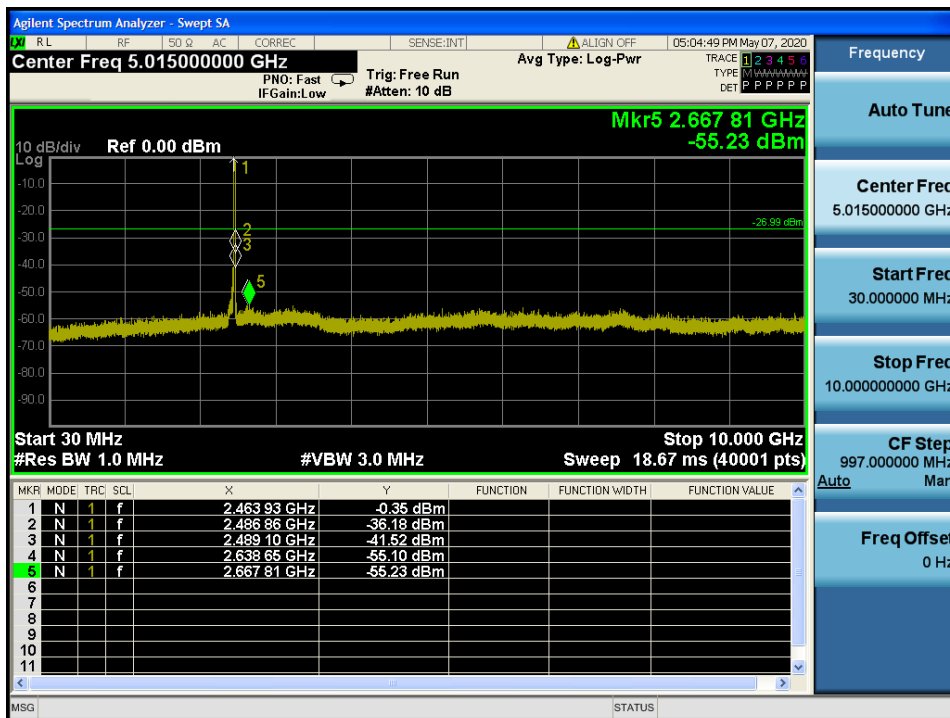 Agilent Spectrum Analyzer - Swept SA
LXI RL RF 50 Ω AC CORREC SENSE:INT ALIGN OFF 05:04:49 PM May 07, 2020
Center Freq 5.015000000 GHz
PNO: Fast
IFGain:Low
Trig: Free Run
#Atten: 10 dB
Avg Type: Log-Pwr
TRACE 1 2 3 4 5 6
TYPE M
DET P P P P P P
Mkr5 2.667 81 GHz
-55.23 dBm
10 dB/div Ref 0.00 dBm
Log
1
-10.0
-20.0
-26.99 dBm
2
-30.0
3
-40.0
5
-50.0
-60.0
-70.0
-80.0
-90.0
Start 30 MHz Stop 10.000 GHz
#Res BW 1.0 MHz #VBW 3.0 MHz Sweep 18.67 ms (40001 pts)
MKR MODE TRC SCL X Y FUNCTION FUNCTION WIDTH FUNCTION VALUE
1 N 1 f 2.463 93 GHz -0.35 dBm
2 N 1 f 2.486 86 GHz -36.18 dBm
3 N 1 f 2.489 10 GHz -41.52 dBm
4 N 1 f 2.638 65 GHz -55.10 dBm
5 N 1 f 2.667 81 GHz -55.23 dBm
6
7
8
9
10
11
MSG STATUS
Frequency
Auto Tune
Center Freq
5.015000000 GHz
Start Freq
30.000000 MHz
Stop Freq
10.000000000 GHz
CF Step
997.000000 MHz
Auto Man
Freq Offset
0 Hz